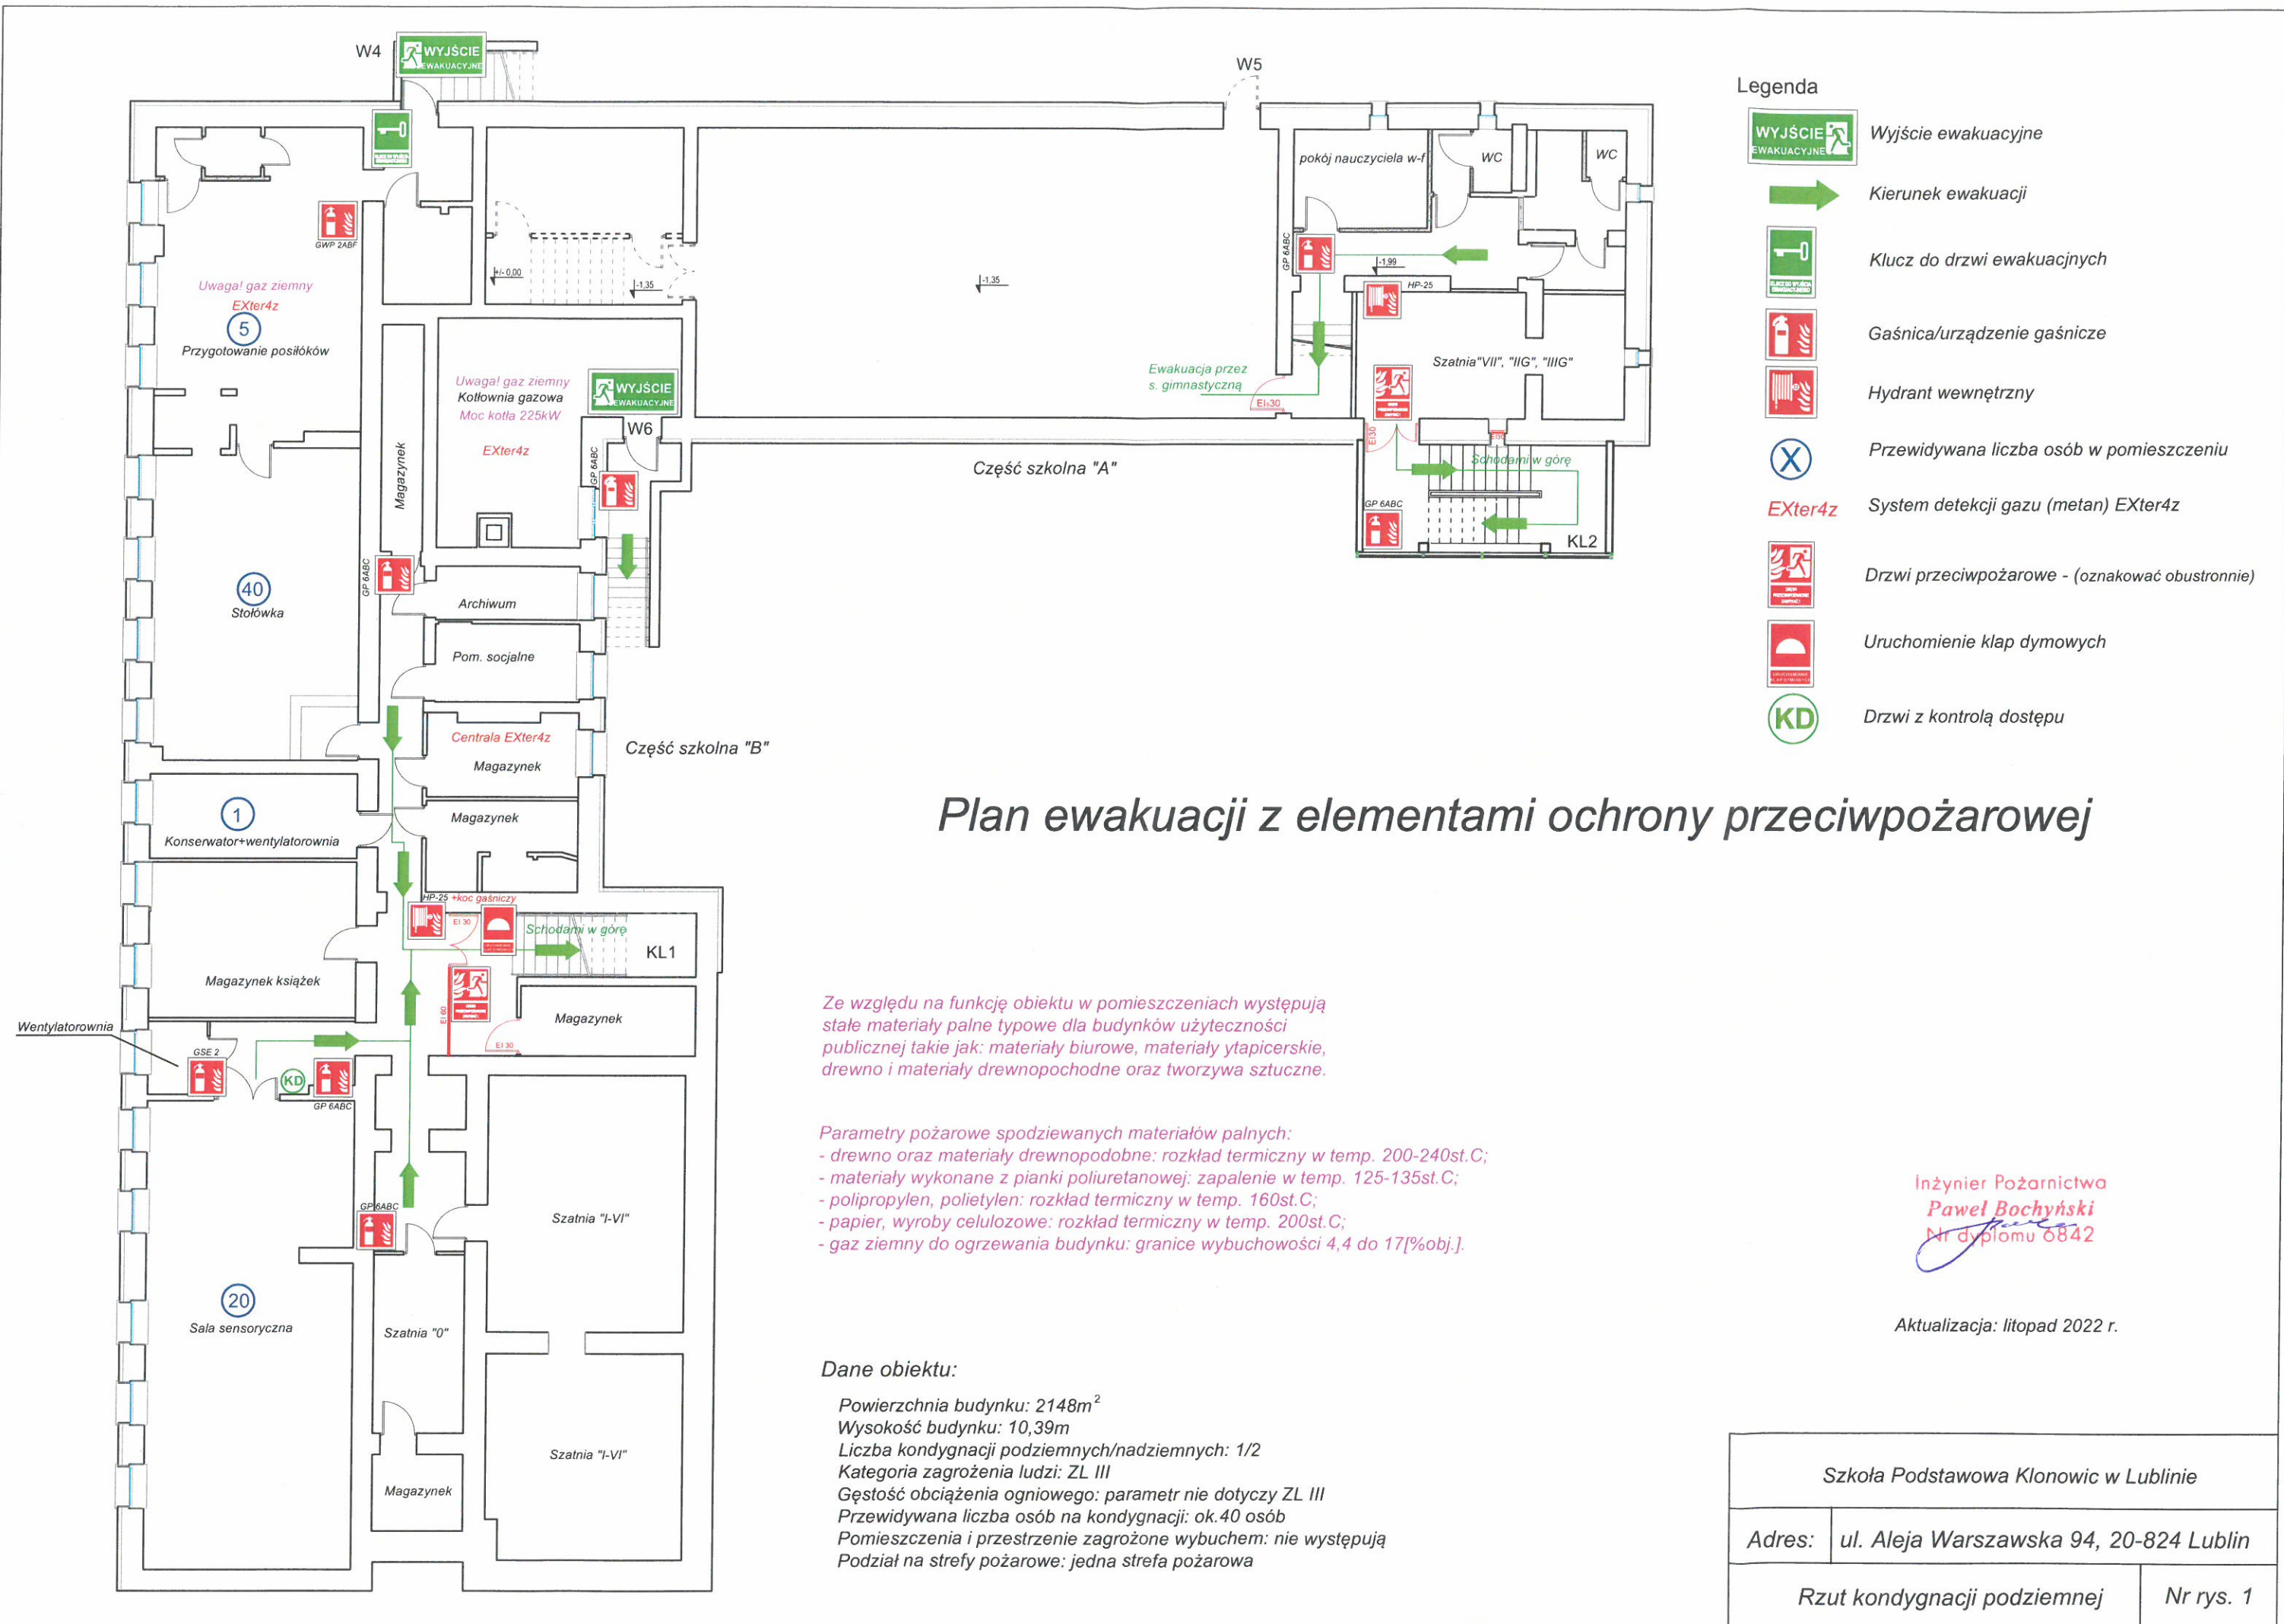 W4
WYJŚCIE
EWAKUACYJNE
W5
Legenda
WYJŚCIE
EWAKUACYJNE
Wyjście ewakuacyjne
Kierunek ewakuacji
Klucz do drzwi ewakuacjnych
Gaśnica/urządzenie gaśnicze
Hydrant wewnętrzny
X
Przewidywana liczba osób w pomieszczeniu
EXter4z
System detekcji gazu (metan) EXter4z
Drzwi przeciwpożarowe - (oznakować obustronnie)
Uruchomienie klap dymowych
KD
Drzwi z kontrolą dostępu
pokój nauczyciela w-f
WC
WC
GP 6ABC
-1,99
HP-25
Szatnia"VII", "IIG", "IIIG"
Ewakuacja przez
s. gimnastyczną
EI₅30
EI30
EI30
Schodami w górę
GP 6ABC
KL2
GWP 2ABF
+/- 0,00
-1,35
-1,35
Uwaga! gaz ziemny
EXter4z
5
Przygotowanie posiłóków
Magazynek
Uwaga! gaz ziemny
Kotłownia gazowa
Moc kotła 225kW
EXter4z
WYJŚCIE
EWAKUACYJNE
W6
GP 6ABC
Część szkolna "A"
GP 6ABC
40
Stołówka
Archiwum
Pom. socjalne
Centrala EXter4z
Magazynek
Część szkolna "B"
1
Konserwator+wentylatorownia
Magazynek
HP-25 +koc gaśniczy
EI 30
Schodami w górę
KL1
Magazynek książek
EI 60
EI 30
Magazynek
Wentylatorownia
GSE 2
KD
GP 6ABC
GP 6ABC
Szatnia "I-VI"
20
Sala sensoryczna
Szatnia "0"
Szatnia "I-VI"
Magazynek
Plan ewakuacji z elementami ochrony przeciwpożarowej
Ze względu na funkcję obiektu w pomieszczeniach występują
stałe materiały palne typowe dla budynków użyteczności
publicznej takie jak: materiały biurowe, materiały ytapicerskie,
drewno i materiały drewnopochodne oraz tworzywa sztuczne.
Parametry pożarowe spodziewanych materiałów palnych:
- drewno oraz materiały drewnopodobne: rozkład termiczny w temp. 200-240st.C;
- materiały wykonane z pianki poliuretanowej: zapalenie w temp. 125-135st.C;
- polipropylen, polietylen: rozkład termiczny w temp. 160st.C;
- papier, wyroby celulozowe: rozkład termiczny w temp. 200st.C;
- gaz ziemny do ogrzewania budynku: granice wybuchowości 4,4 do 17[%obj.].
Dane obiektu:
Powierzchnia budynku: 2148m²
Wysokość budynku: 10,39m
Liczba kondygnacji podziemnych/nadziemnych: 1/2
Kategoria zagrożenia ludzi: ZL III
Gęstość obciążenia ogniowego: parametr nie dotyczy ZL III
Przewidywana liczba osób na kondygnacji: ok.40 osób
Pomieszczenia i przestrzenie zagrożone wybuchem: nie występują
Podział na strefy pożarowe: jedna strefa pożarowa
Inżynier Pożarnictwa
Paweł Bochyński
Nr dyplomu 6842
Aktualizacja: litopad 2022 r.
Szkoła Podstawowa Klonowic w Lublinie
Adres: ul. Aleja Warszawska 94, 20-824 Lublin
Rzut kondygnacji podziemnej Nr rys. 1